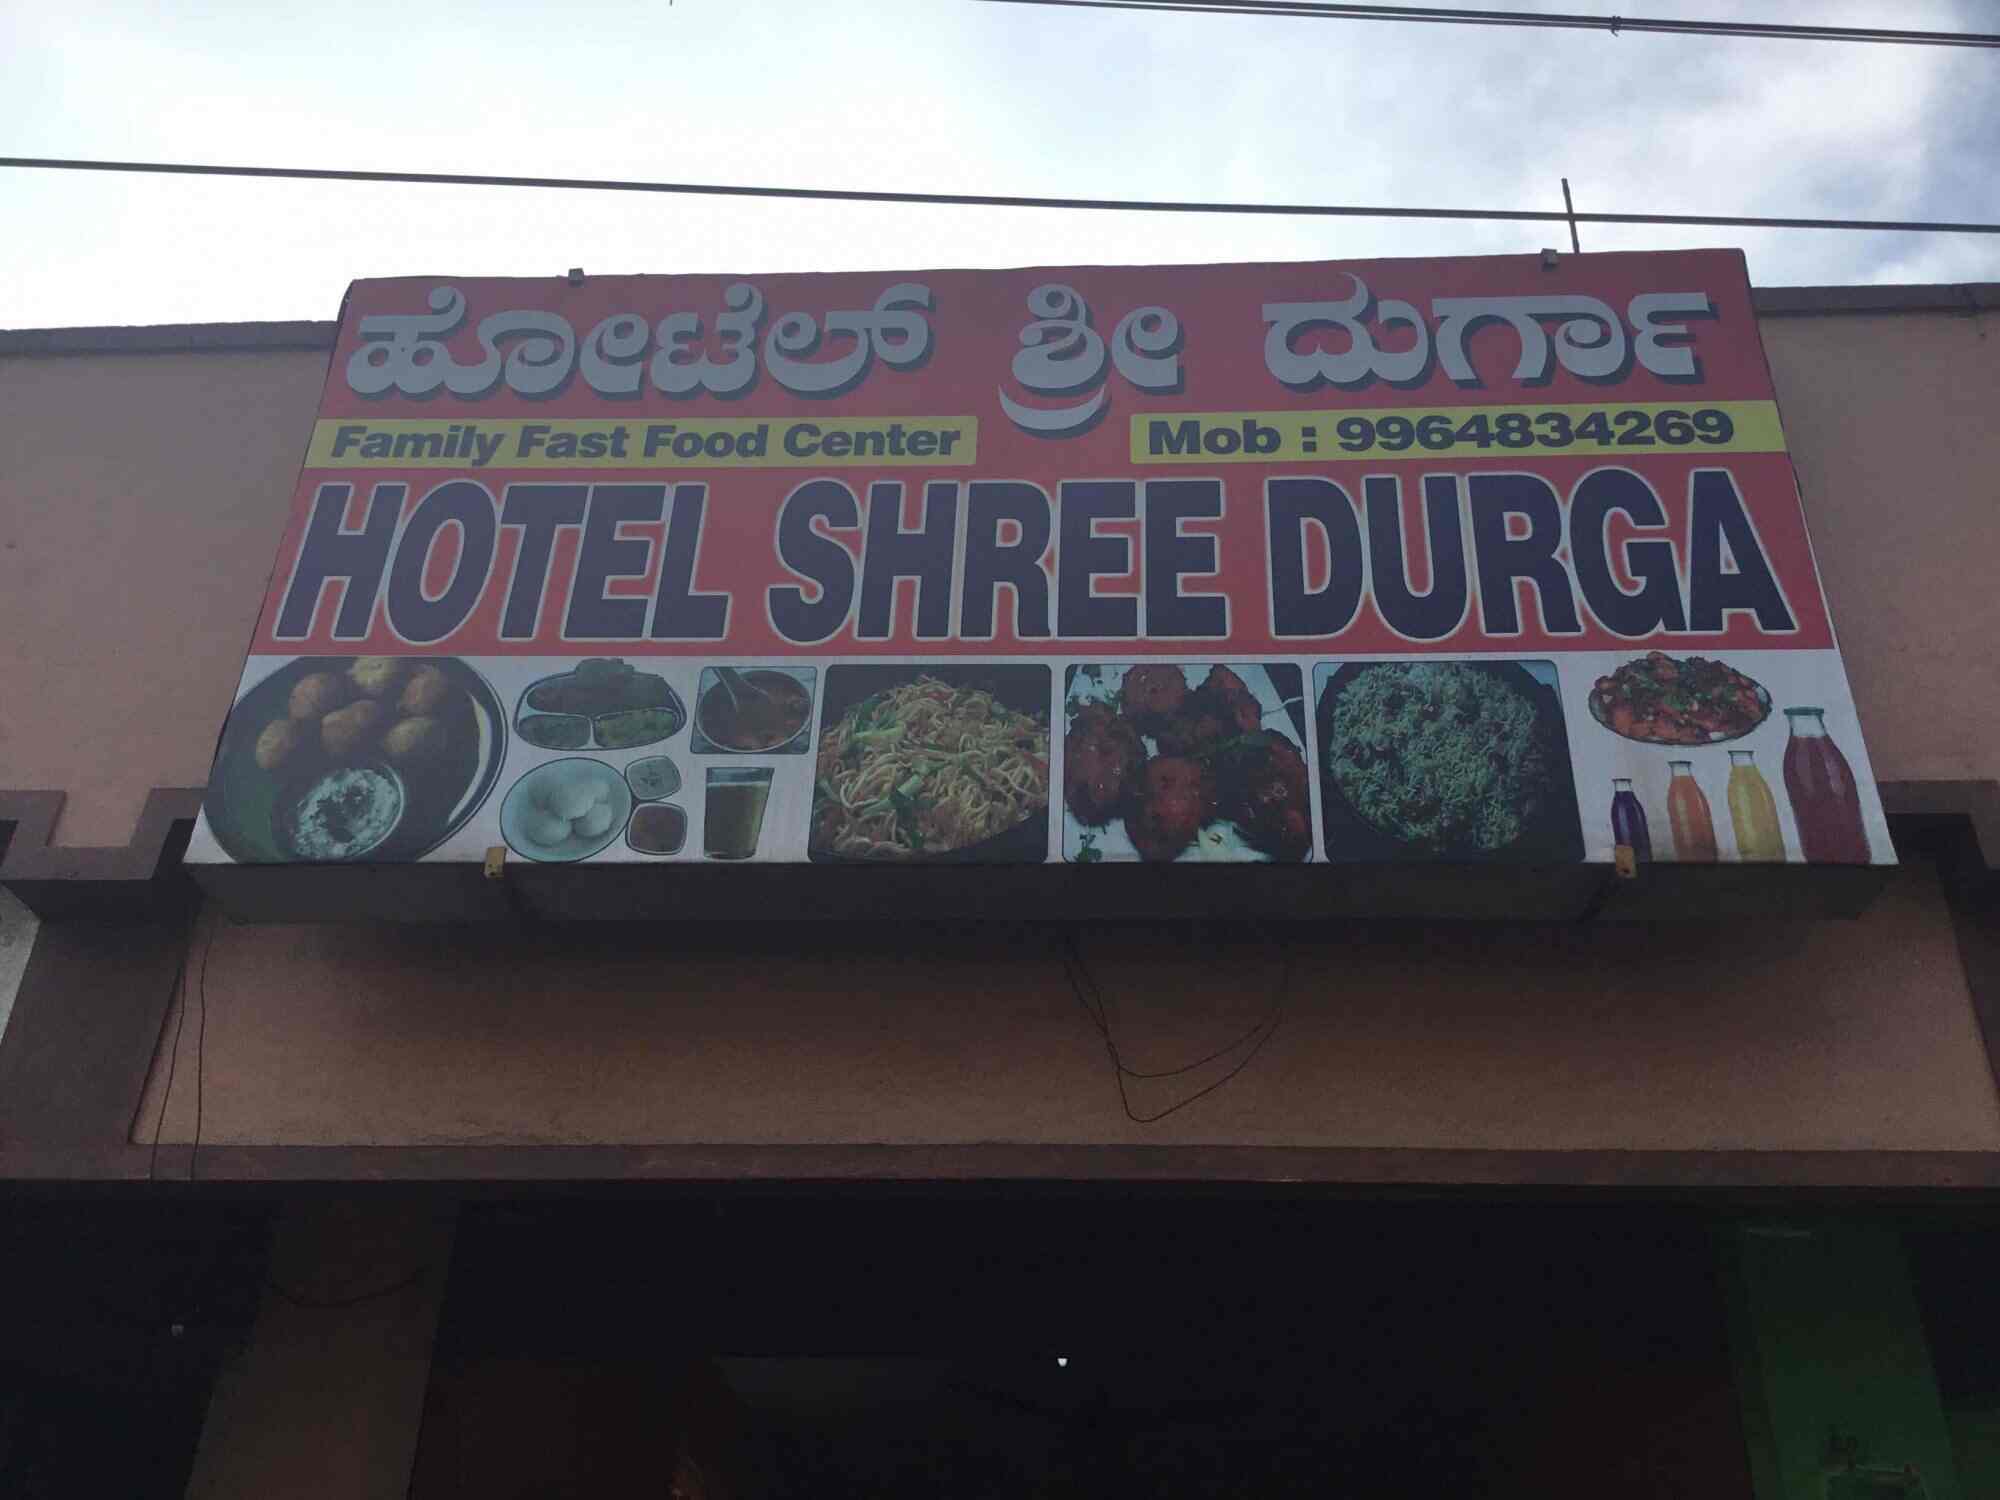 ಹೋಟೆಲ್ ಶ್ರೀ ದುರ್ಗಾ
Family Fast Food Center
Mob : 9964834269
HOTEL SHREE DURGA